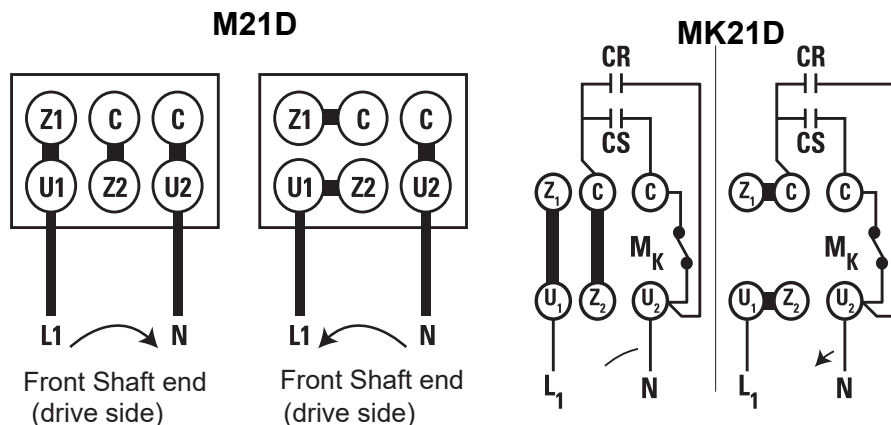 M21D
Z1 C C
U1 Z2 U2
L1 N
Front Shaft end
(drive side)
Z1 C C
U1 Z2 U2
L1 N
Front Shaft end
(drive side)
MK21D
CR
CS
Z1 C C
MK
U1 Z2 U2
L1 N
CR
CS
Z1 C C
MK
U1 Z2 U2
L1 N